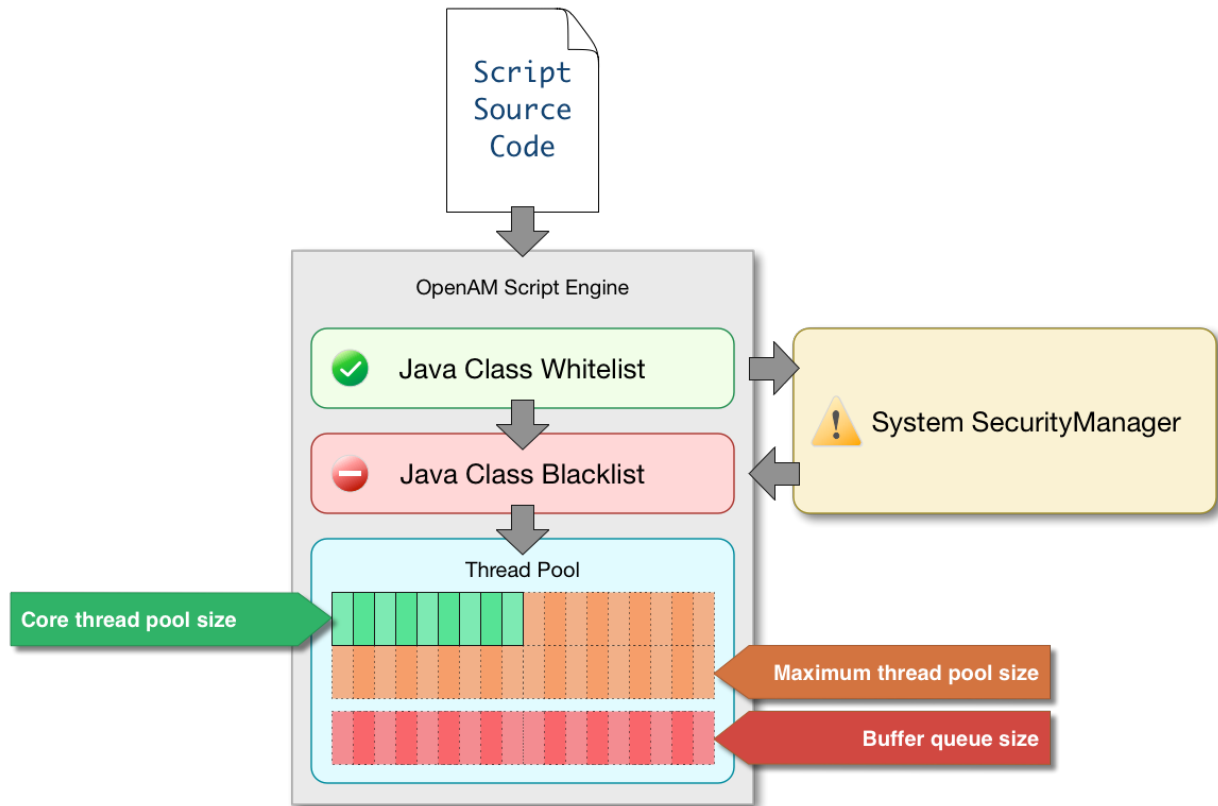 Script
Source
Code
OpenAM Script Engine
Java Class Whitelist
System SecurityManager
Java Class Blacklist
Thread Pool
Core thread pool size
Maximum thread pool size
Buffer queue size